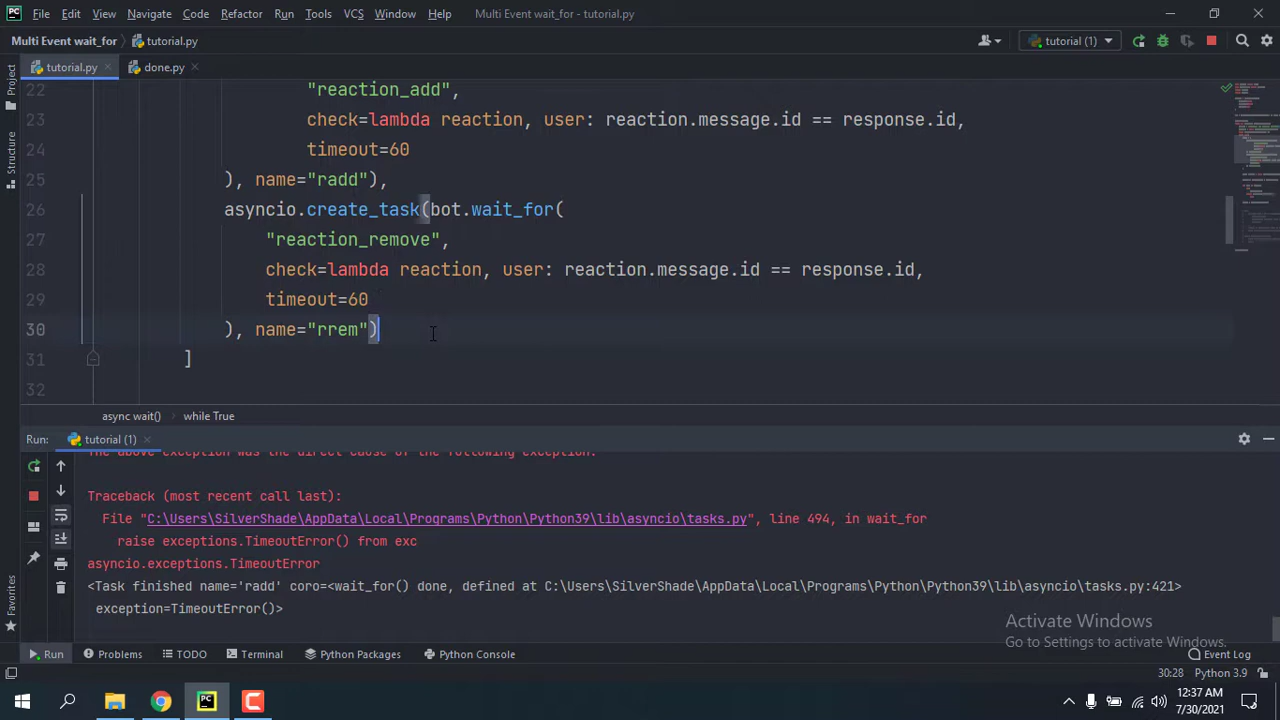 File Edit View Navigate Code Refactor Run Tools VCS Window Help Multi Event wait_for - tutorial.py
Multi Event wait_for tutorial.py tutorial (1)
tutorial.py done.py
Project
Structure
Favorites
22 "reaction_add",
23 check=lambda reaction, user: reaction.message.id == response.id,
24 timeout=60
25 ), name="radd"),
26 asyncio.create_task(bot.wait_for(
27 "reaction_remove",
28 check=lambda reaction, user: reaction.message.id == response.id,
29 timeout=60
30 ), name="rrem")
31 ]
32
async wait() while True
Run: tutorial (1)
The above exception was the direct cause of the following exception:
Traceback (most recent call last):
File "C:\Users\SilverShade\AppData\Local\Programs\Python\Python39\lib\asyncio\tasks.py", line 494, in wait_for
raise exceptions.TimeoutError() from exc
asyncio.exceptions.TimeoutError
<Task finished name='radd' coro=<wait_for() done, defined at C:\Users\SilverShade\AppData\Local\Programs\Python\Python39\lib\asyncio\tasks.py:421>
exception=TimeoutError()>
Activate Windows
Go to Settings to activate Windows.
Run Problems TODO Terminal Python Packages Python Console Event Log
30:28 Python 3.9
PC
12:37 AM
7/30/2021